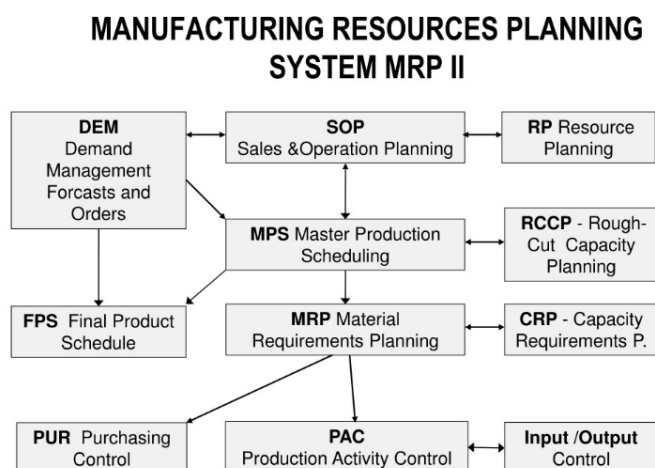 MANUFACTURING RESOURCES PLANNING
SYSTEM MRP II
DEM
Demand
Management
Forcasts and
Orders
SOP
Sales &Operation Planning
RP Resource
Planning
MPS Master Production
Scheduling
RCCP - Rough-
Cut Capacity
Planning
FPS Final Product
Schedule
MRP Material
Requirements Planning
CRP - Capacity
Requirements P.
PUR Purchasing
Control
PAC
Production Activity Control
Input /Output
Control